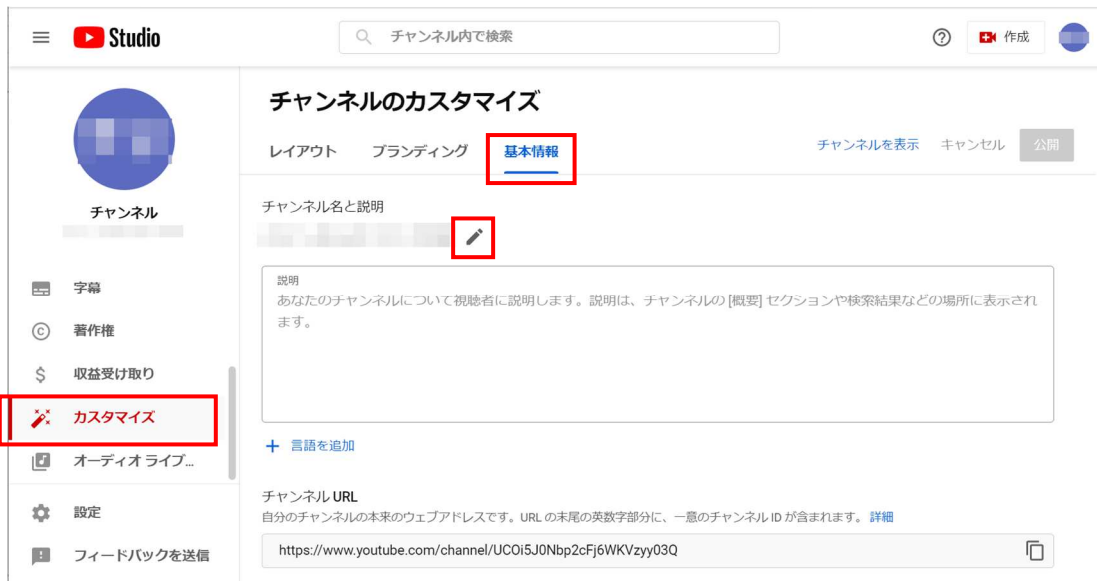 Studio
チャンネル内で検索
作成
チャンネルのカスタマイズ
レイアウト ブランディング 基本情報
チャンネルを表示 キャンセル 公開
チャンネル
字幕
著作権
収益受け取り
カスタマイズ
オーディオ ライブ...
設定
フィードバックを送信
チャンネル名と説明
説明
あなたのチャンネルについて視聴者に説明します。説明は、チャンネルの [概要] セクションや検索結果などの場所に表示され
ます。
言語を追加
チャンネル URL
自分のチャンネルの本来のウェブアドレスです。URL の末尾の英数字部分に、一意のチャンネル ID が含まれます。 詳細
https://www.youtube.com/channel/UCOi5J0Nbp2cFj6WKVzyy03Q